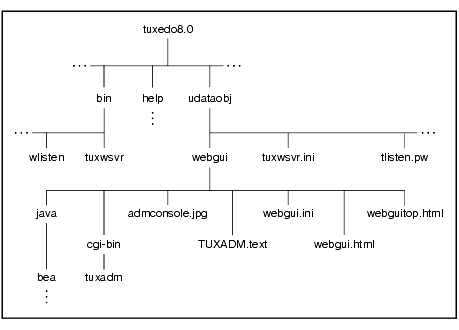 tuxedo8.0
bin help udataobj
wlisten tuxwsvr webgui tuxwsvr.ini tlisten.pw
java admconsole.jpg webgui.ini webguitop.html
cgi-bin TUXADM.text webgui.html
bea tuxadm